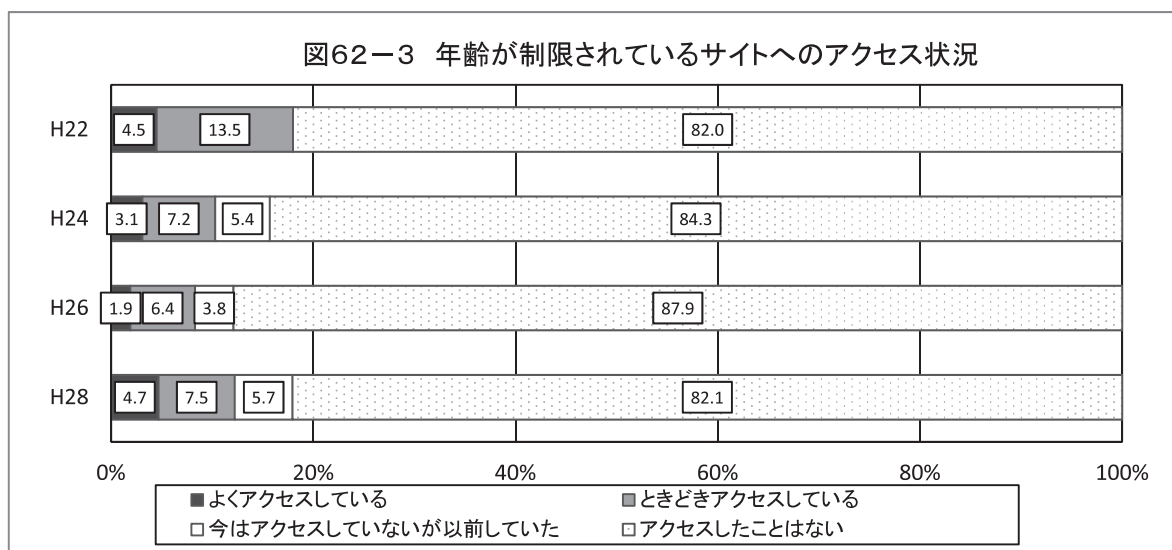 図62－3 年齢が制限されているサイトへのアクセス状況
H22 4.5 13.5 82.0
H24 3.1 7.2 5.4 84.3
H26 1.9 6.4 3.8 87.9
H28 4.7 7.5 5.7 82.1
0% 20% 40% 60% 80% 100%
よくアクセスしている ときどきアクセスしている
今はアクセスしていないが以前していた アクセスしたことはない